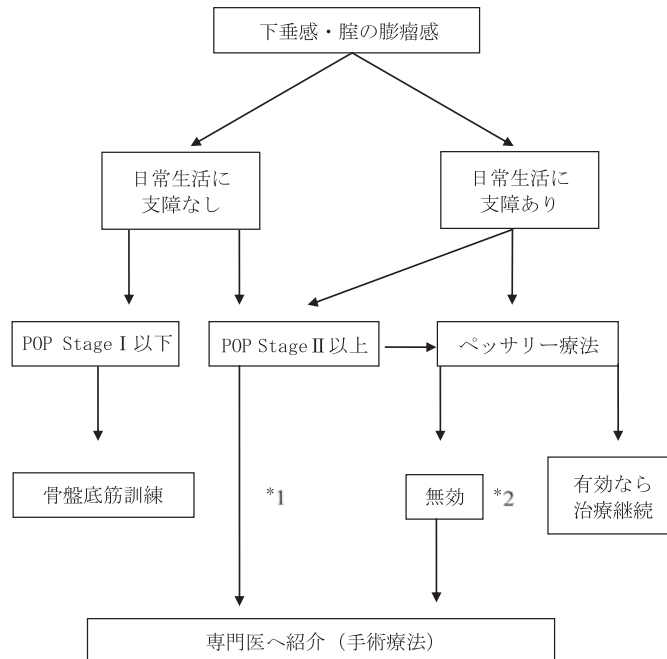 下垂感・腟の膨瘤感
日常生活に
支障なし
日常生活に
支障あり
POP Stage Ⅰ 以下
POP Stage Ⅱ 以上
ペッサリー療法
骨盤底筋訓練
*1
無効
*2
有効なら
治療継続
専門医へ紹介（手術療法）